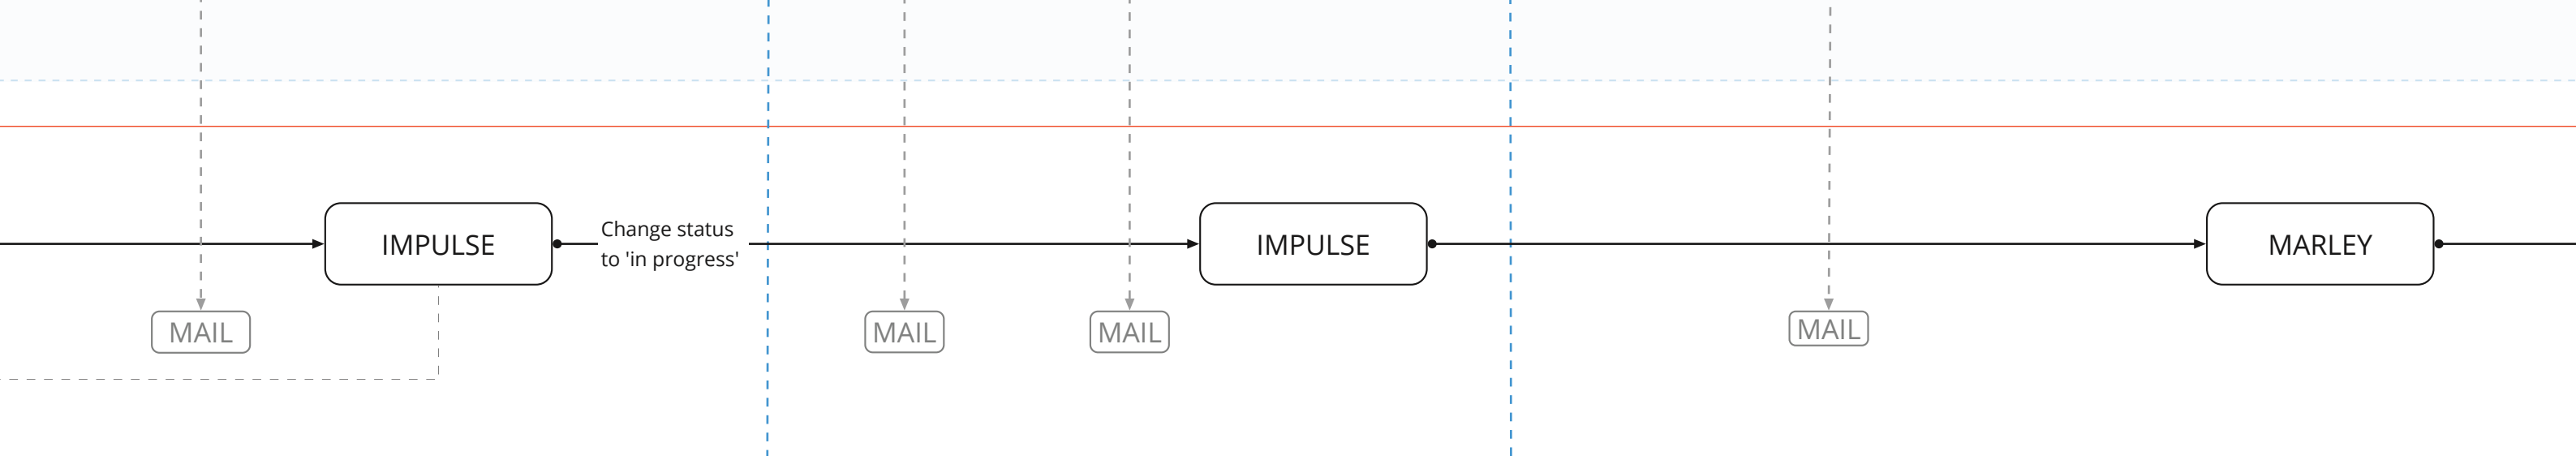 IMPULSE
Change status
to 'in progress'
IMPULSE
MARLEY
MAIL
MAIL
MAIL
MAIL